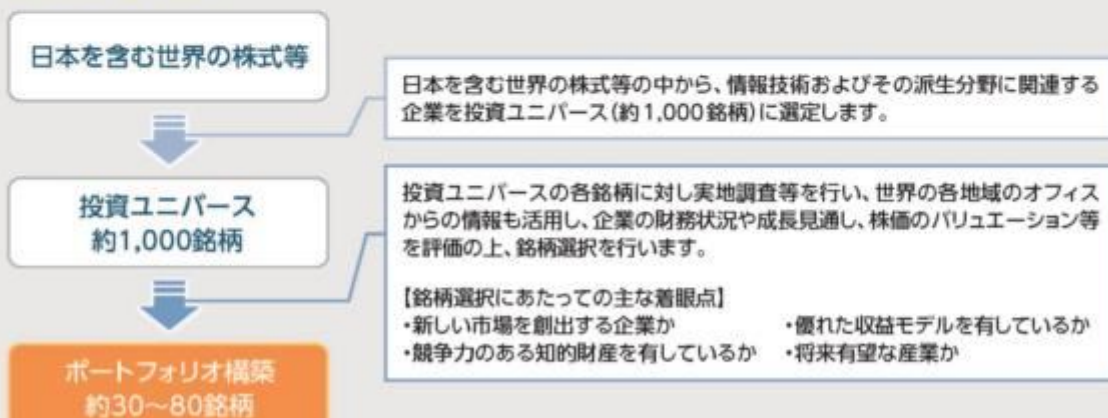 日本を含む世界の株式等
日本を含む世界の株式等の中から、情報技術およびその派生分野に関連する
企業を投資ユニバース(約1,000銘柄)に選定します。
投資ユニバース
約1,000銘柄
投資ユニバースの各銘柄に対し実地調査等を行い、世界の各地域のオフィス
からの情報も活用し、企業の財務状況や成長見通し、株価のバリュエーション等
を評価の上、銘柄選択を行います。
【銘柄選択にあたっての主な着眼点】
・新しい市場を創出する企業か ・優れた収益モデルを有しているか
・競争力のある知的財産を有しているか ・将来有望な産業か
ポートフォリオ構築
約30～80銘柄